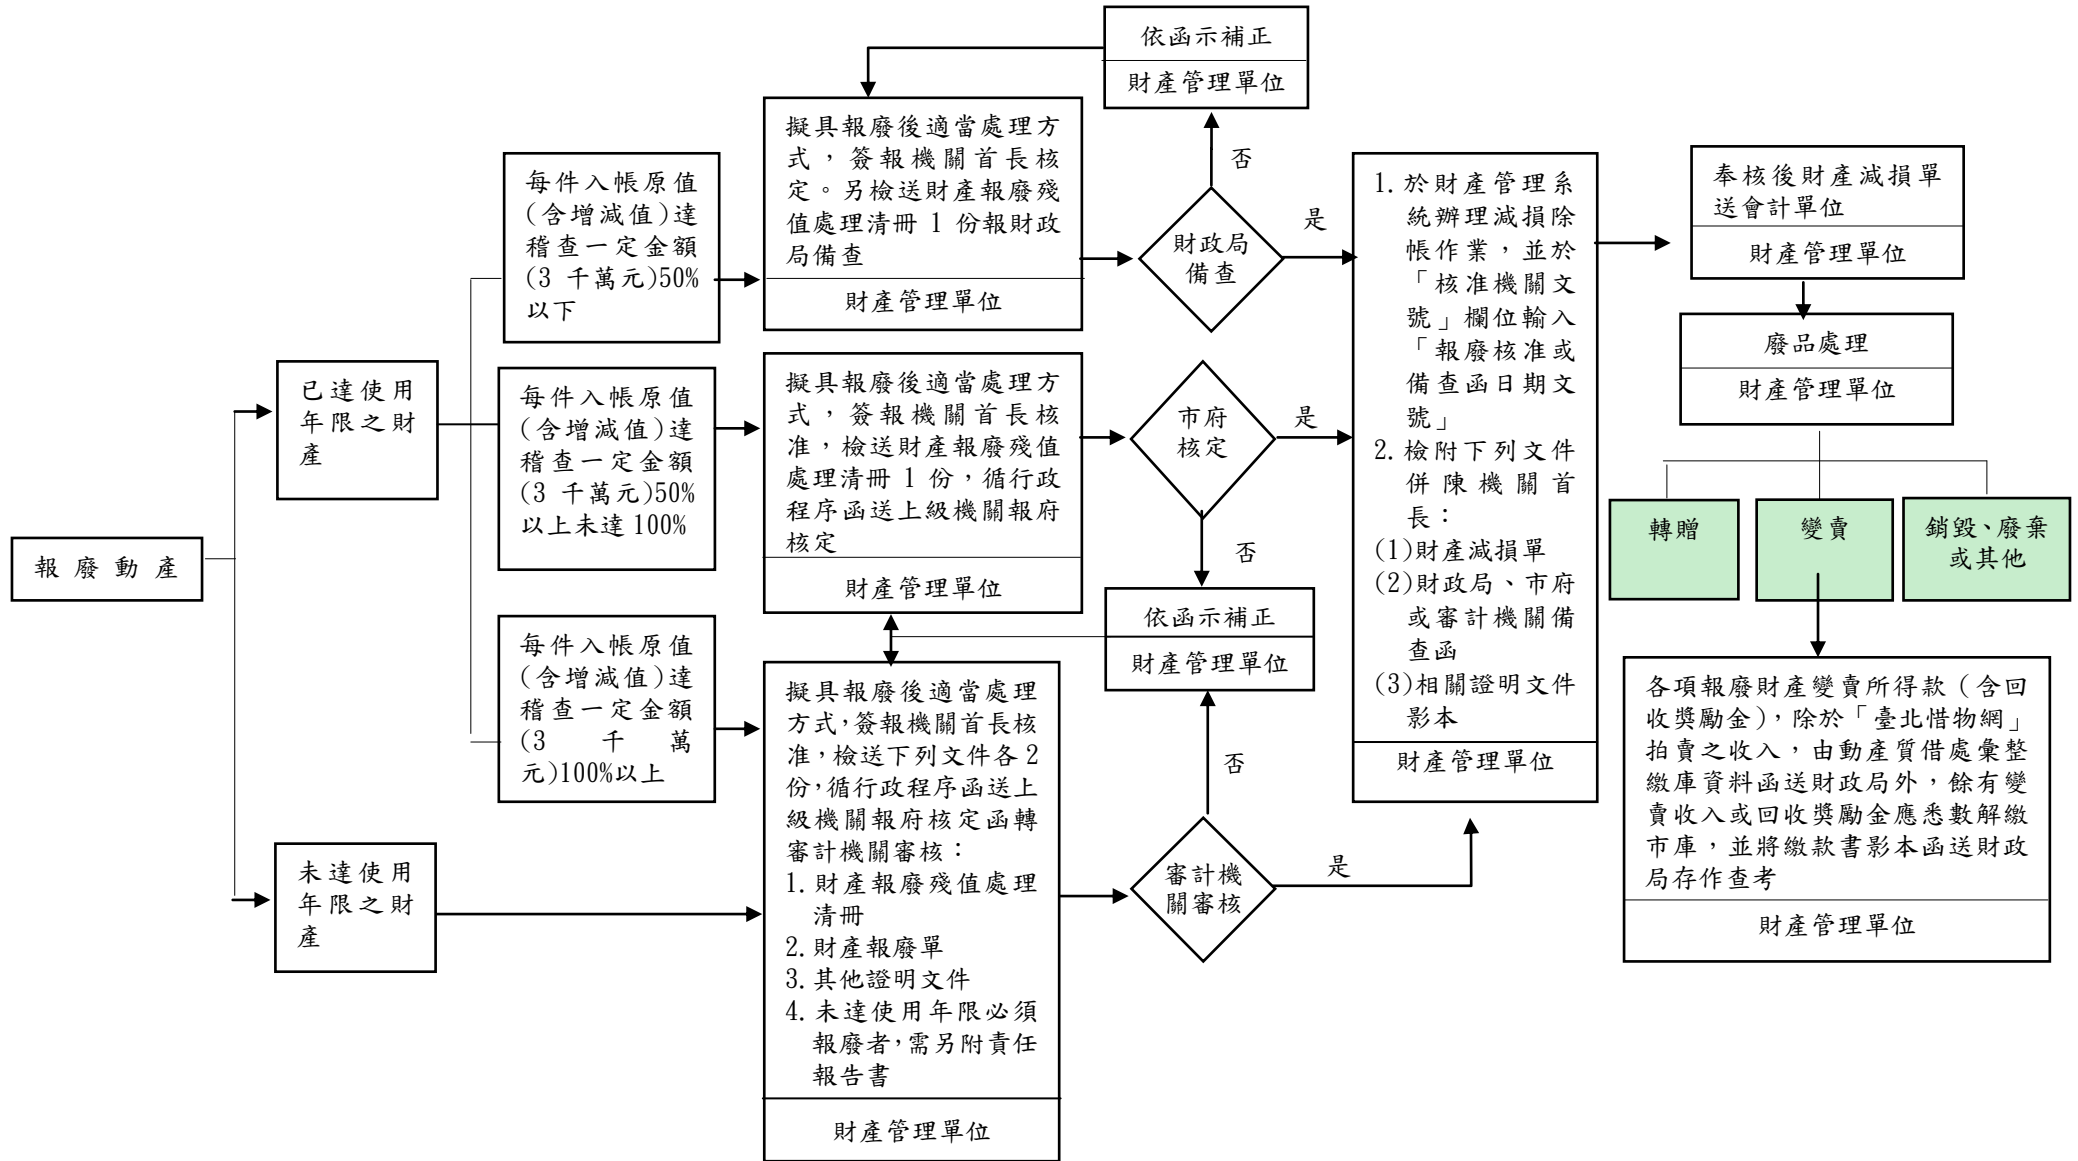 報廢動產
已達使用
年限之財
產
未達使用
年限之財
產
每件入帳原值
(含增減值)達
稽查一定金額
(3 千萬元)50%
以下
每件入帳原值
(含增減值)達
稽查一定金額
(3 千萬元)50%
以上未達100%
每件入帳原值
(含增減值)達
稽查一定金額
(3 千 萬
元)100%以上
擬具報廢後適當處理方
式，簽報機關首長核
定。另檢送財產報廢殘
值處理清冊 1 份報財政
局備查
財產管理單位
擬具報廢後適當處理方
式，簽報機關首長核
准，檢送財產報廢殘值
處理清冊 1 份，循行政
程序函送上級機關報府
核定
財產管理單位
擬具報廢後適當處理
方式，簽報機關首長核
准，檢送下列文件各 2
份，循行政程序函送上
級機關報府核定函轉
審計機關審核：
1. 財產報廢殘值處理
清冊
2. 財產報廢單
3. 其他證明文件
4. 未達使用年限必須
報廢者，需另附責任
報告書
財產管理單位
依函示補正
財產管理單位
否
財政局
備查
是
市府
核定
是
否
依函示補正
財產管理單位
否
審計機
關審核
是
1. 於財產管理系
統辦理減損除
帳作業，並於
「核准機關文
號」欄位輸入
「報廢核准或
備查函日期文
號」
2. 檢附下列文件
併陳機關首
長：
(1)財產減損單
(2)財政局、市府
或審計機關備
查函
(3)相關證明文件
影本
財產管理單位
奉核後財產減損單
送會計單位
財產管理單位
廢品處理
財產管理單位
轉贈
變賣
銷毀、廢棄
或其他
各項報廢財產變賣所得款（含回
收獎勵金），除於「臺北惜物網」
拍賣之收入，由動產質借處彙整
繳庫資料函送財政局外，餘有變
賣收入或回收獎勵金應悉數解繳
市庫，並將繳款書影本函送財政
局存作查考
財產管理單位